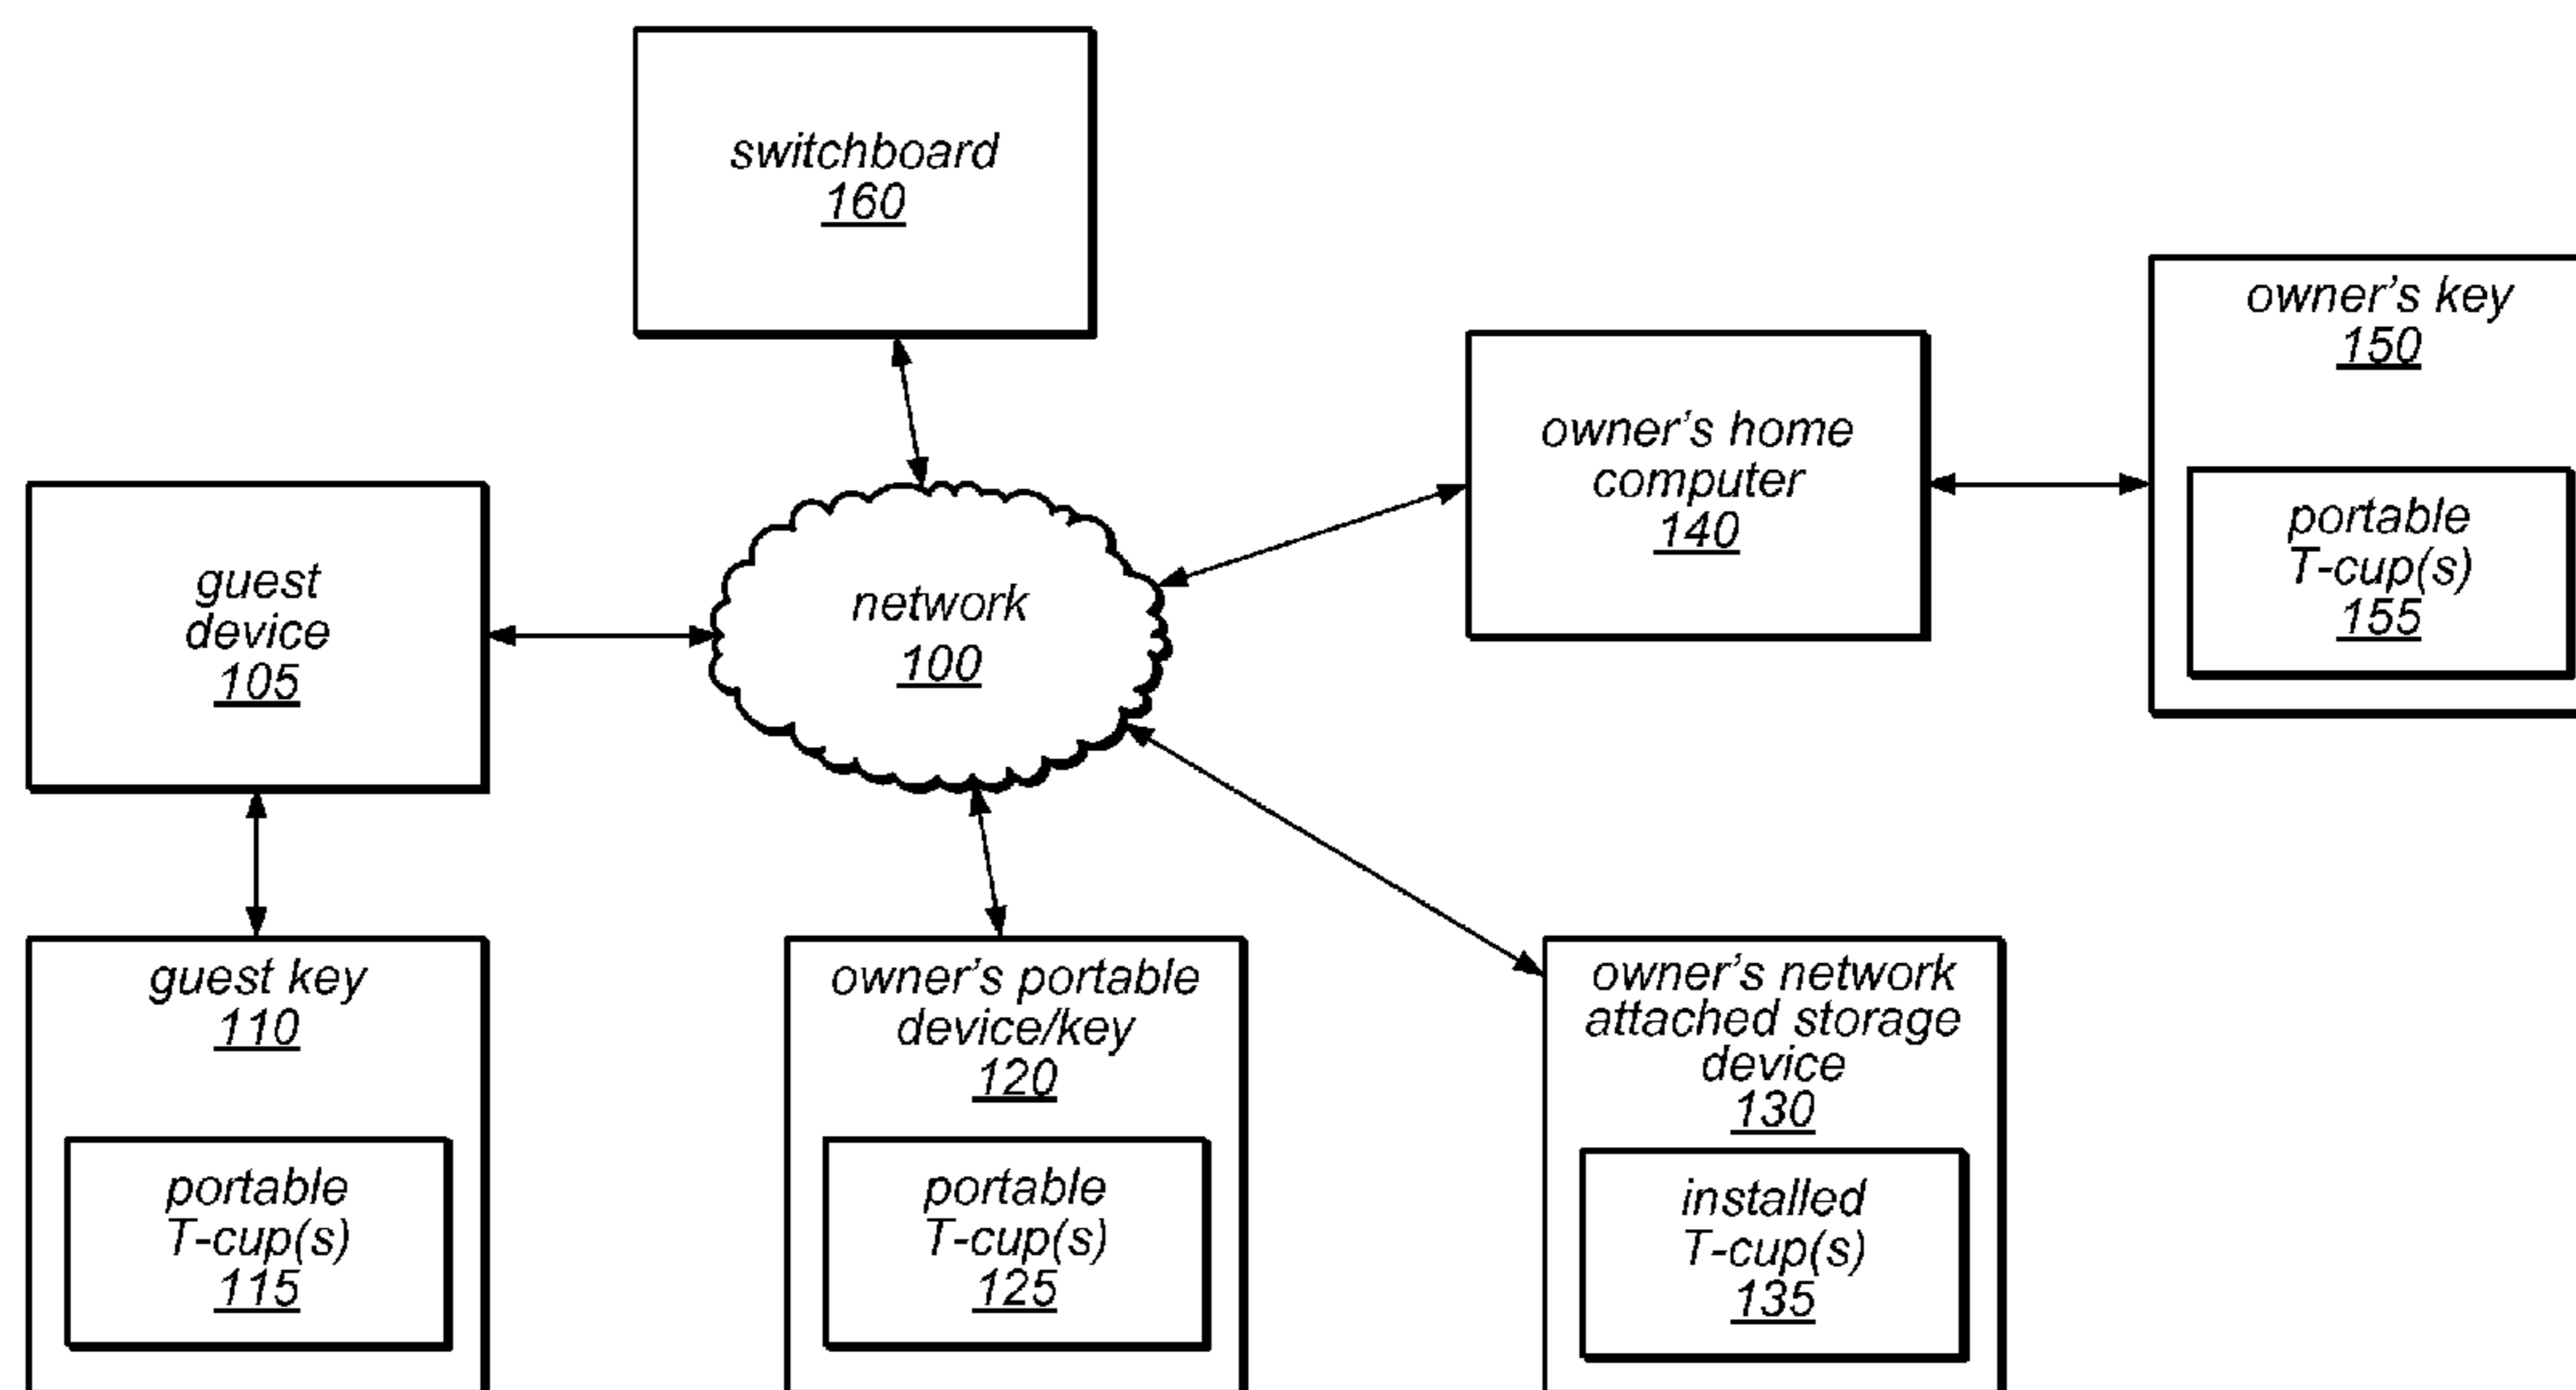 switchboard
160
owner's key
150
portable
T-cup(s)
155
owner's home
computer
140
guest
device
105
network
100
guest key
110
portable
T-cup(s)
115
owner's portable
device/key
120
portable
T-cup(s)
125
owner's network
attached storage
device
130
installed
T-cup(s)
135